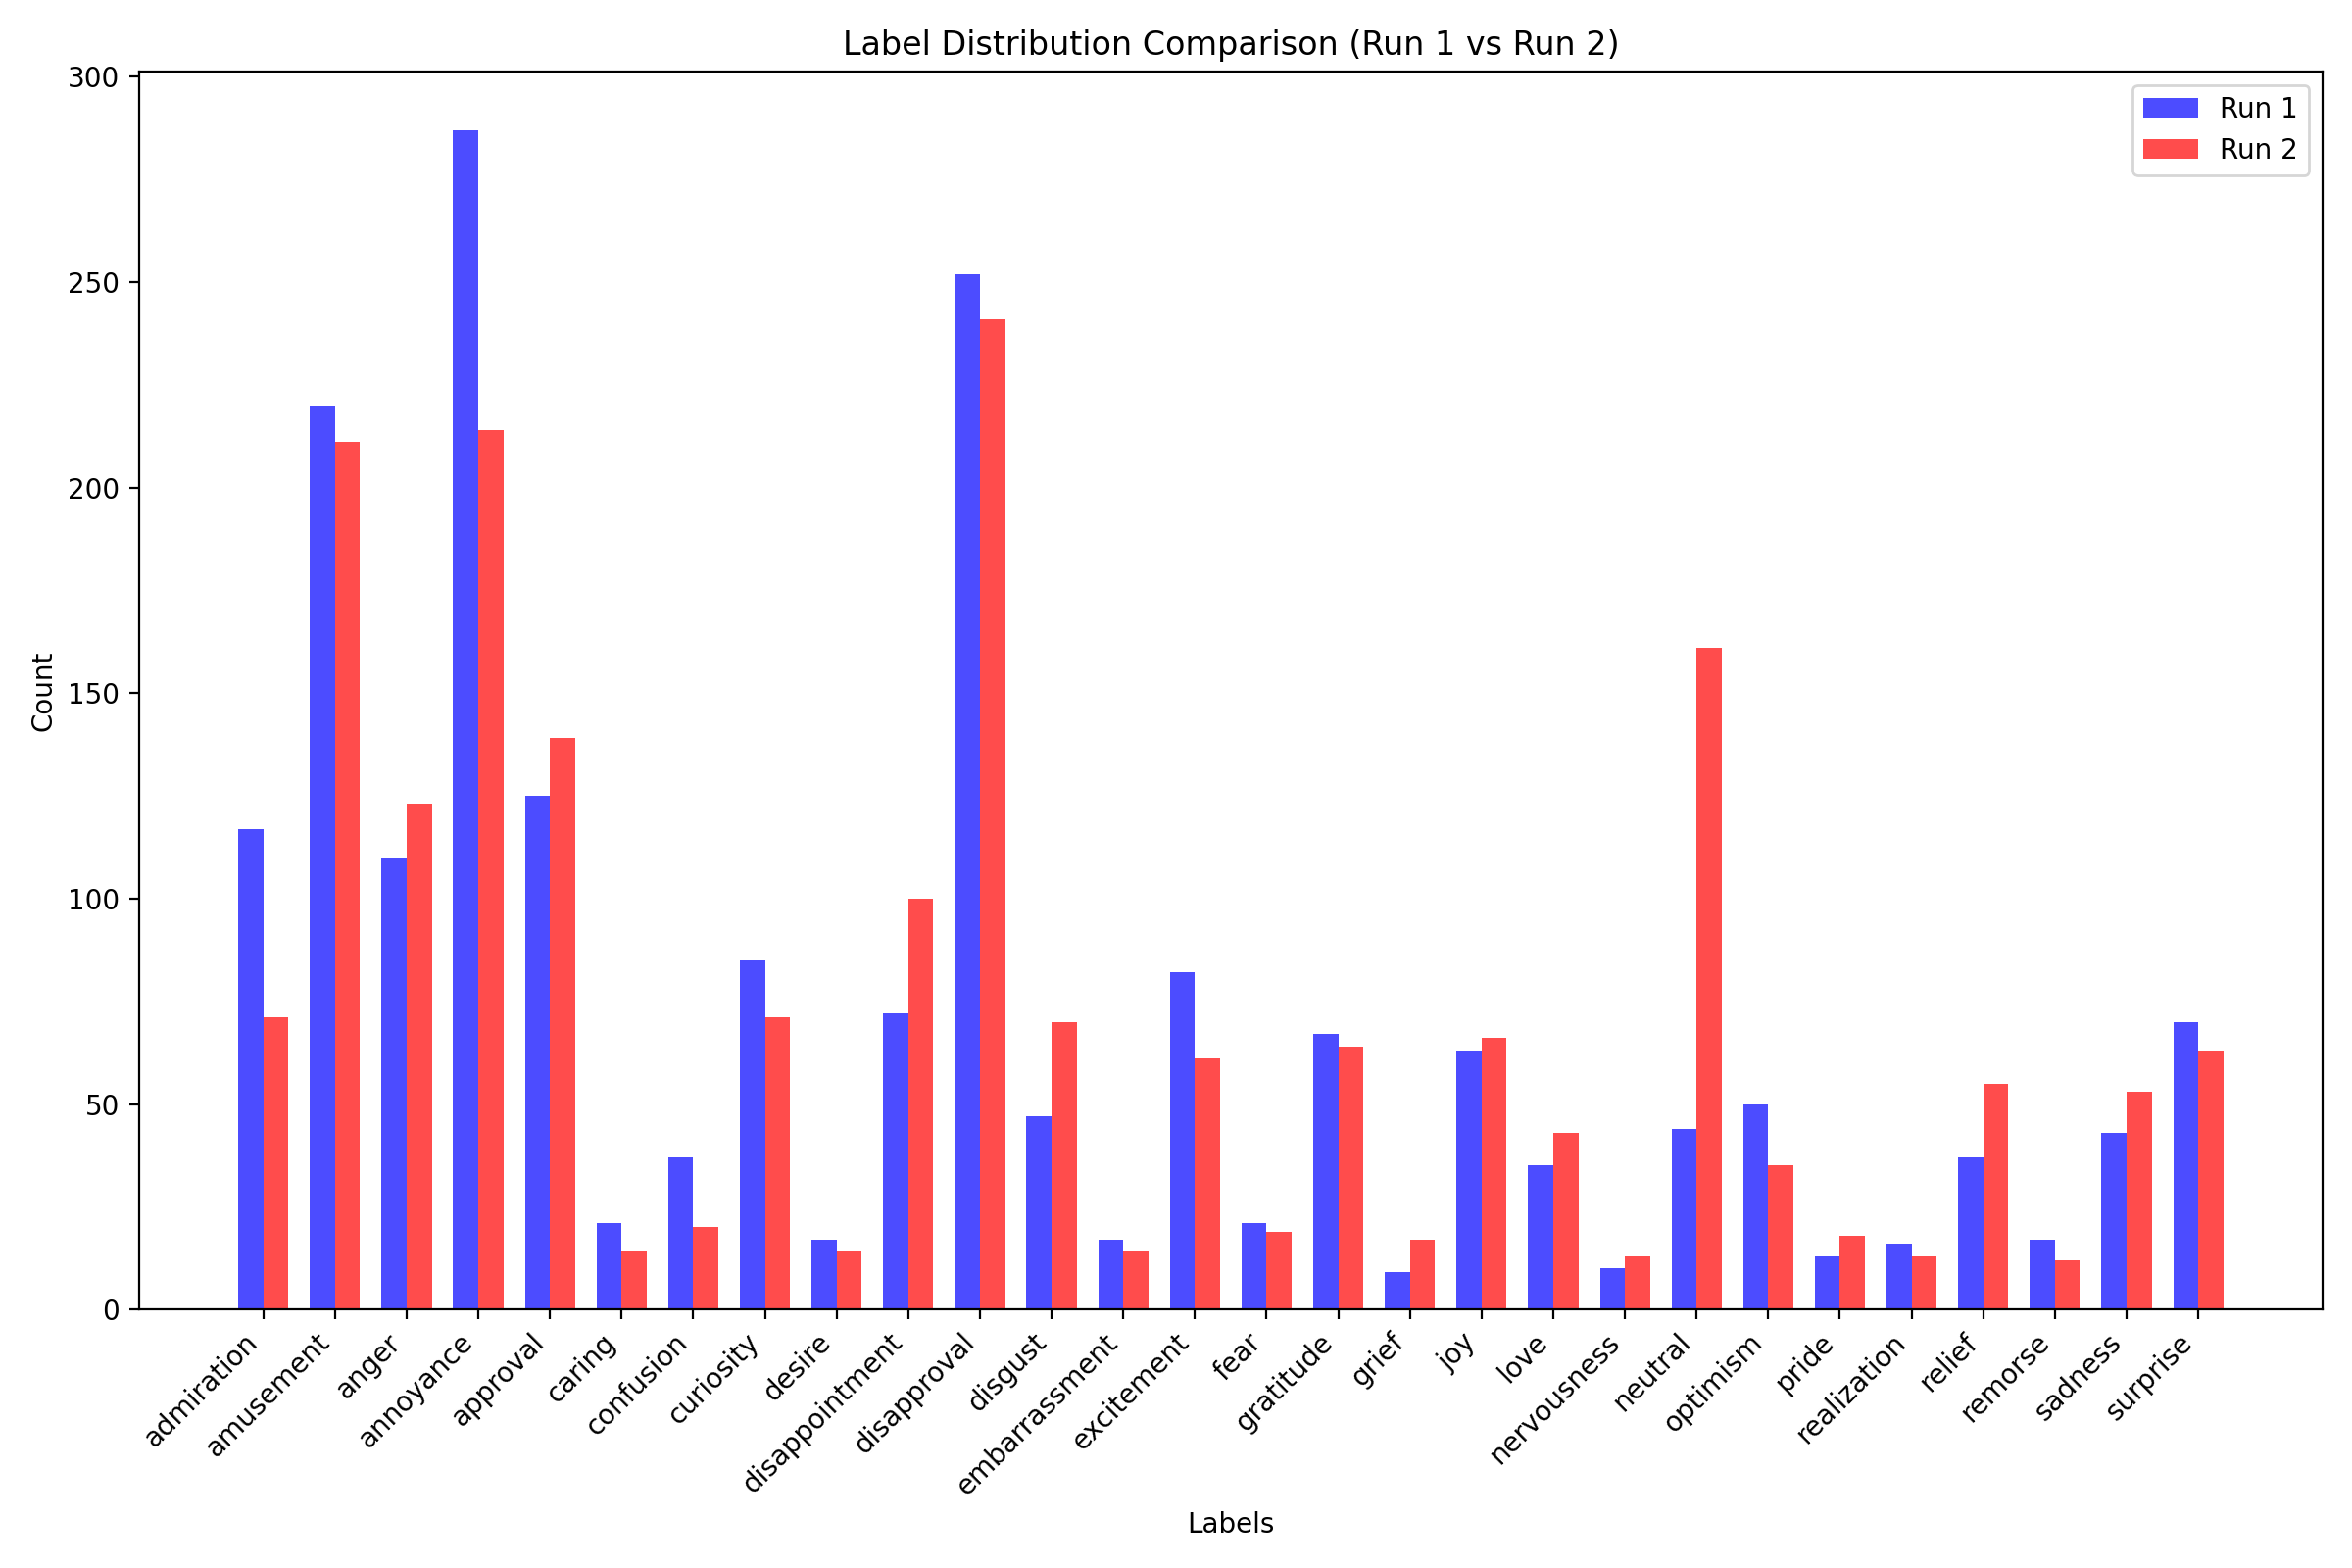 Label Distribution Comparison (Run 1 vs Run 2)
Run 1
Run 2
Count
300
250
200
150
100
50
0
admiration
amusement
anger
annoyance
approval
caring
confusion
curiosity
desire
disappointment
disapproval
disgust
embarrassment
excitement
fear
gratitude
grief
joy
love
nervousness
neutral
optimism
pride
realization
relief
remorse
sadness
surprise
Labels